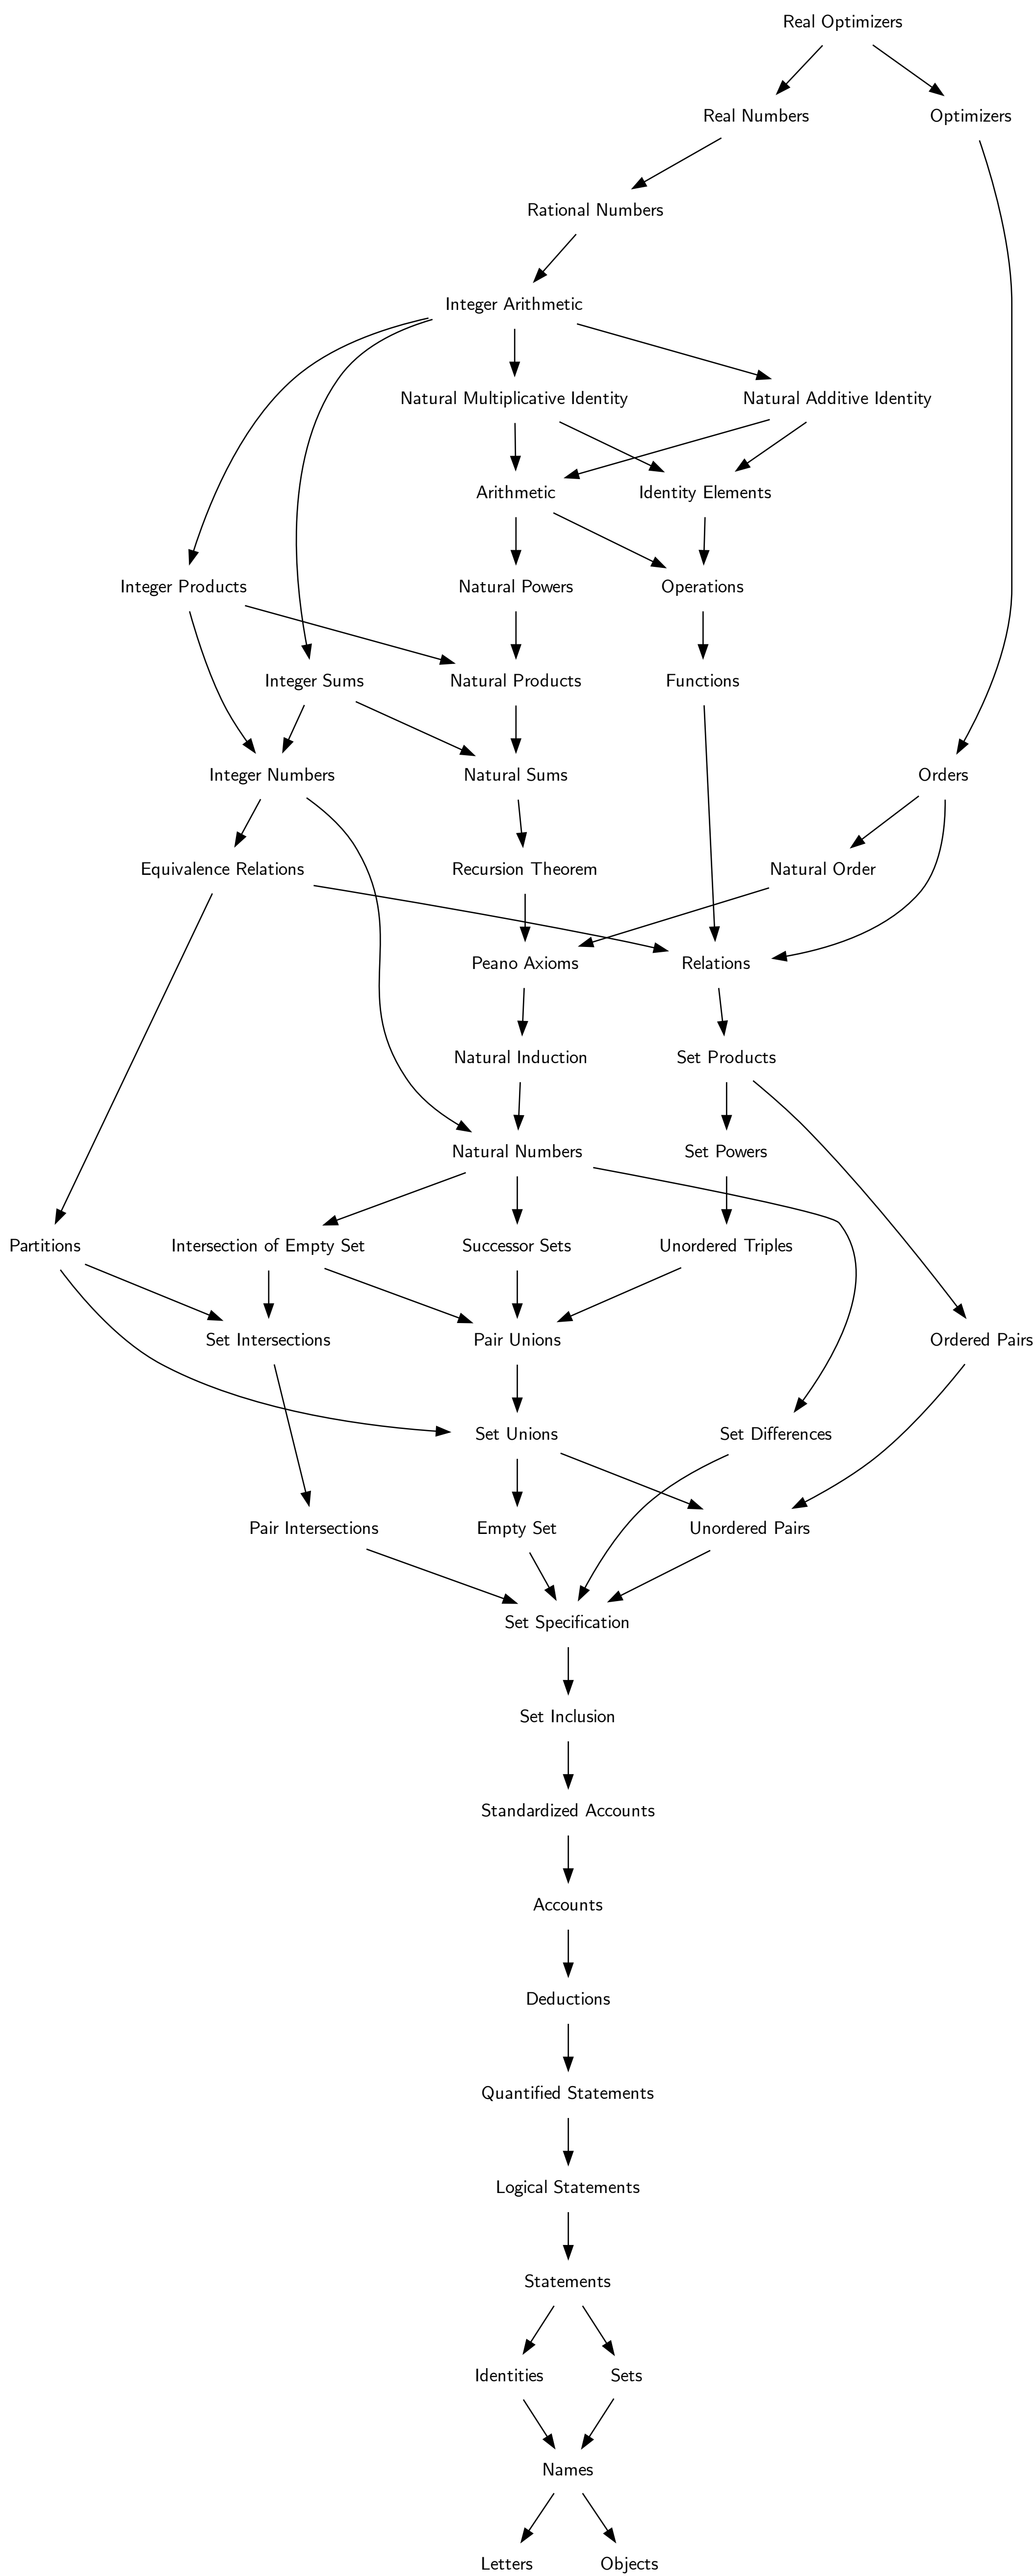 Real Optimizers
Real Numbers
Optimizers
Rational Numbers
Integer Arithmetic
Natural Multiplicative Identity
Natural Additive Identity
Arithmetic
Identity Elements
Integer Products
Natural Powers
Operations
Integer Sums
Natural Products
Functions
Integer Numbers
Natural Sums
Orders
Equivalence Relations
Recursion Theorem
Natural Order
Peano Axioms
Relations
Natural Induction
Set Products
Natural Numbers
Set Powers
Partitions
Intersection of Empty Set
Successor Sets
Unordered Triples
Set Intersections
Pair Unions
Ordered Pairs
Set Unions
Set Differences
Pair Intersections
Empty Set
Unordered Pairs
Set Specification
Set Inclusion
Standardized Accounts
Accounts
Deductions
Quantified Statements
Logical Statements
Statements
Identities
Sets
Names
Letters
Objects